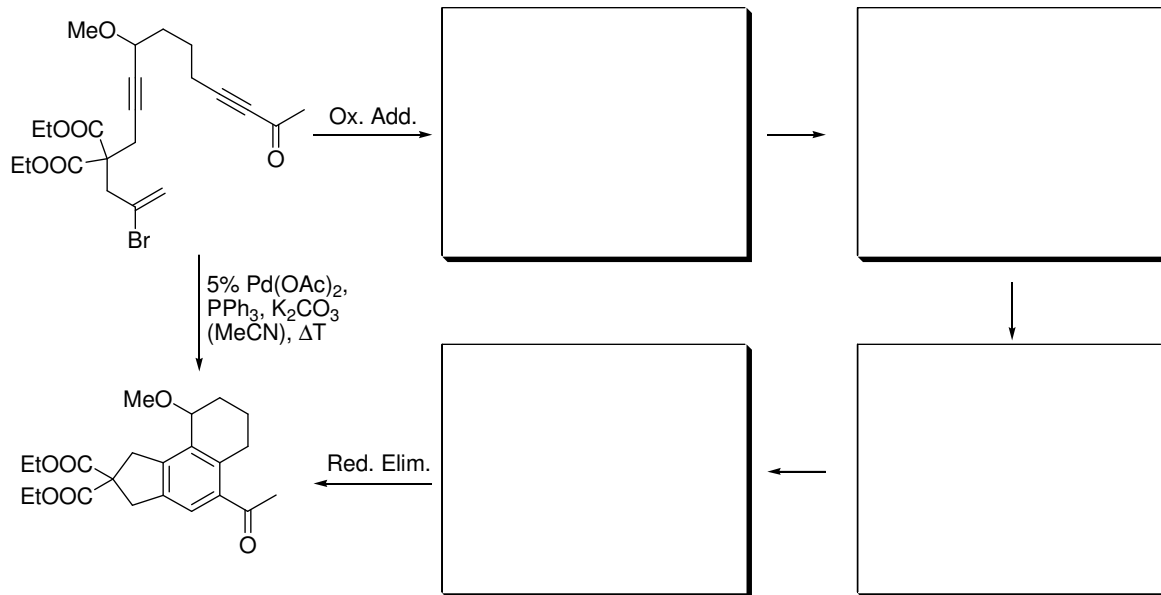 MeO
EtOOC
EtOOC
O
Br
Ox. Add.
5% Pd(OAc)₂,
PPh₃, K₂CO₃
(MeCN), ΔT
MeO
EtOOC
EtOOC
O
Red. Elim.